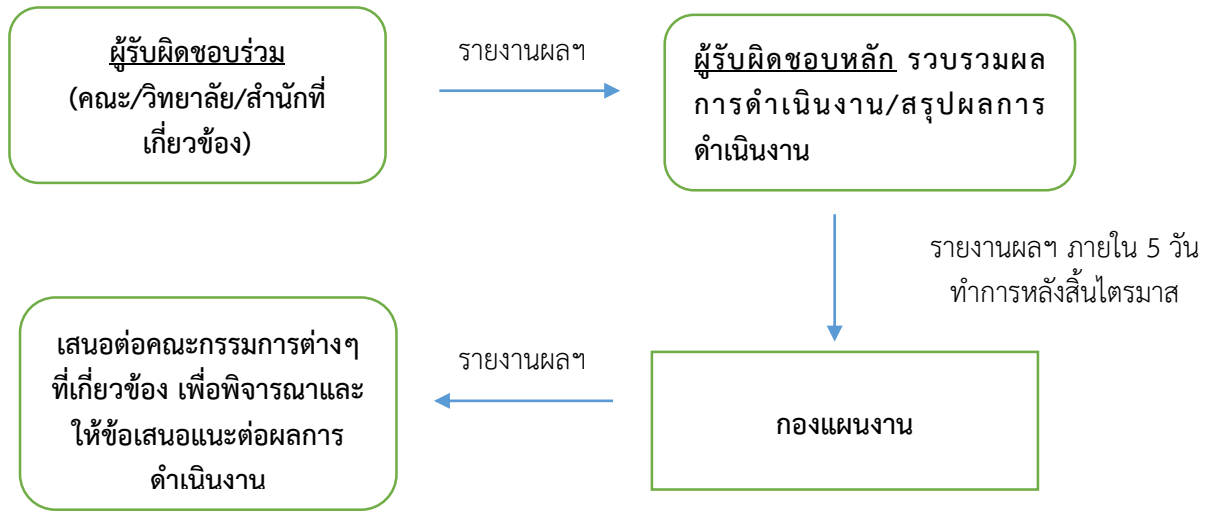 ผู้รับผิดชอบร่วม
(คณะ/วิทยาลัย/สำนักที่
เกี่ยวข้อง)
รายงานผลฯ
ผู้รับผิดชอบหลัก รวบรวมผล
การดำเนินงาน/สรุปผลการ
ดำเนินงาน
รายงานผลฯ ภายใน 5 วัน
ทำการหลังสิ้นไตรมาส
กองแผนงาน
รายงานผลฯ
เสนอต่อคณะกรรมการต่างๆ
ที่เกี่ยวข้อง เพื่อพิจารณาและ
ให้ข้อเสนอแนะต่อผลการ
ดำเนินงาน